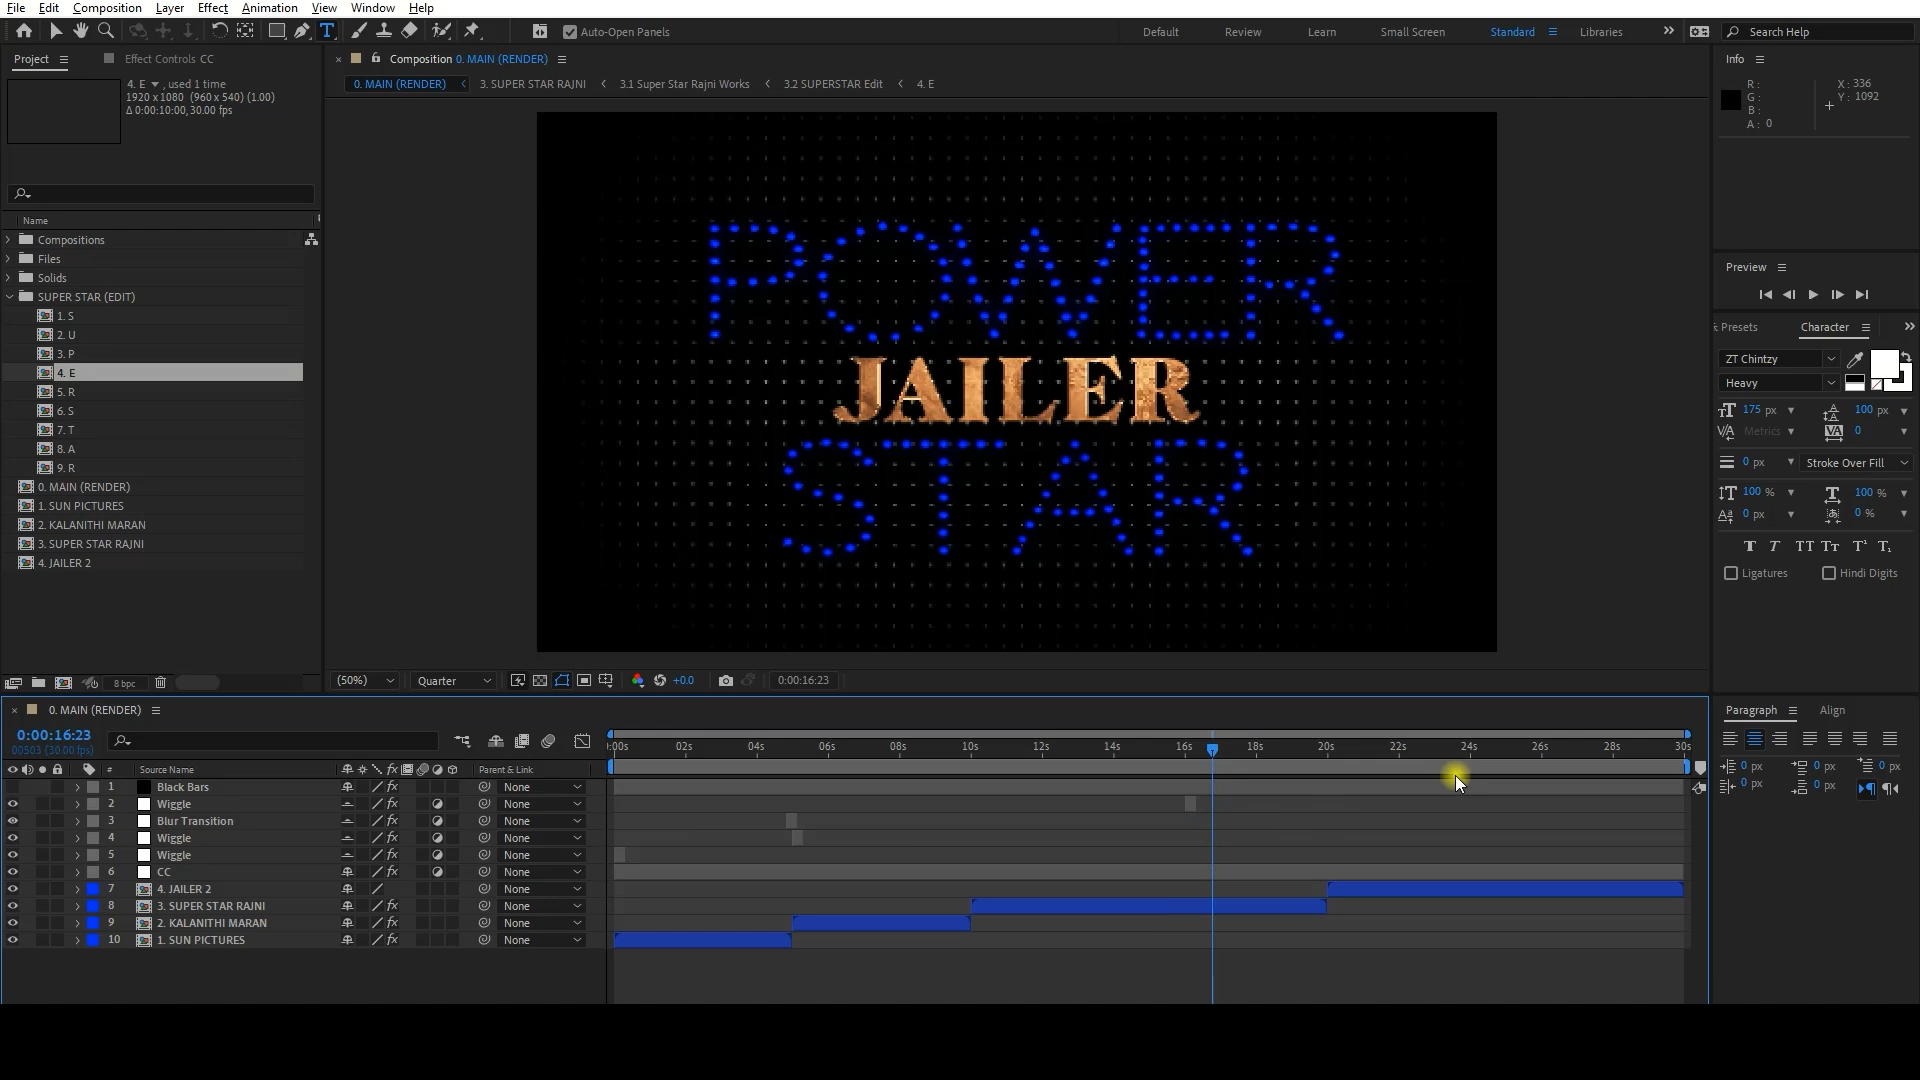 File Edit Composition Layer Effect Animation View Window Help
Auto-Open Panels
Default Review Learn Small Screen Standard Libraries Search Help
Project Effect Controls CC
4. E , used 1 time
1920 x 1080 (960 x 540) (1.00)
Δ 0:00:10:00, 30.00 fps
Composition 0. MAIN (RENDER)
0. MAIN (RENDER) 3. SUPER STAR RAJNI 3.1 Super Star Rajni Works 3.2 SUPERSTAR Edit 4. E
Name
Compositions
Files
Solids
SUPER STAR (EDIT)
1. S
2. U
3. P
4. E
5. R
6. S
7. T
8. A
9. R
0. MAIN (RENDER)
1. SUN PICTURES
2. KALANITHI MARAN
3. SUPER STAR RAJNI
4. JAILER 2
8 bpc
POWER
JAILER
STAR
(50%) Quarter +0.0 0:00:16:23
Info
R :
G :
B :
A : 0
X : 336
Y : 1092
Preview
Presets Character
ZT Chintzy
Heavy
175 px 100 px
Metrics 0
0 px Stroke Over Fill
100 % 100 %
0 px 0 %
T T TT Tt T¹ T₁
Ligatures Hindi Digits
Paragraph Align
0 px 0 px 0 px
0 px 0 px
0. MAIN (RENDER)
0:00:16:23
00503 (30.00 fps)
:00s 02s 04s 06s 08s 10s 12s 14s 16s 18s 20s 22s 24s 26s 28s 30s
# Source Name Parent & Link
1 Black Bars None
2 Wiggle None
3 Blur Transition None
4 Wiggle None
5 Wiggle None
6 CC None
7 4. JAILER 2 None
8 3. SUPER STAR RAJNI None
9 2. KALANITHI MARAN None
10 1. SUN PICTURES None